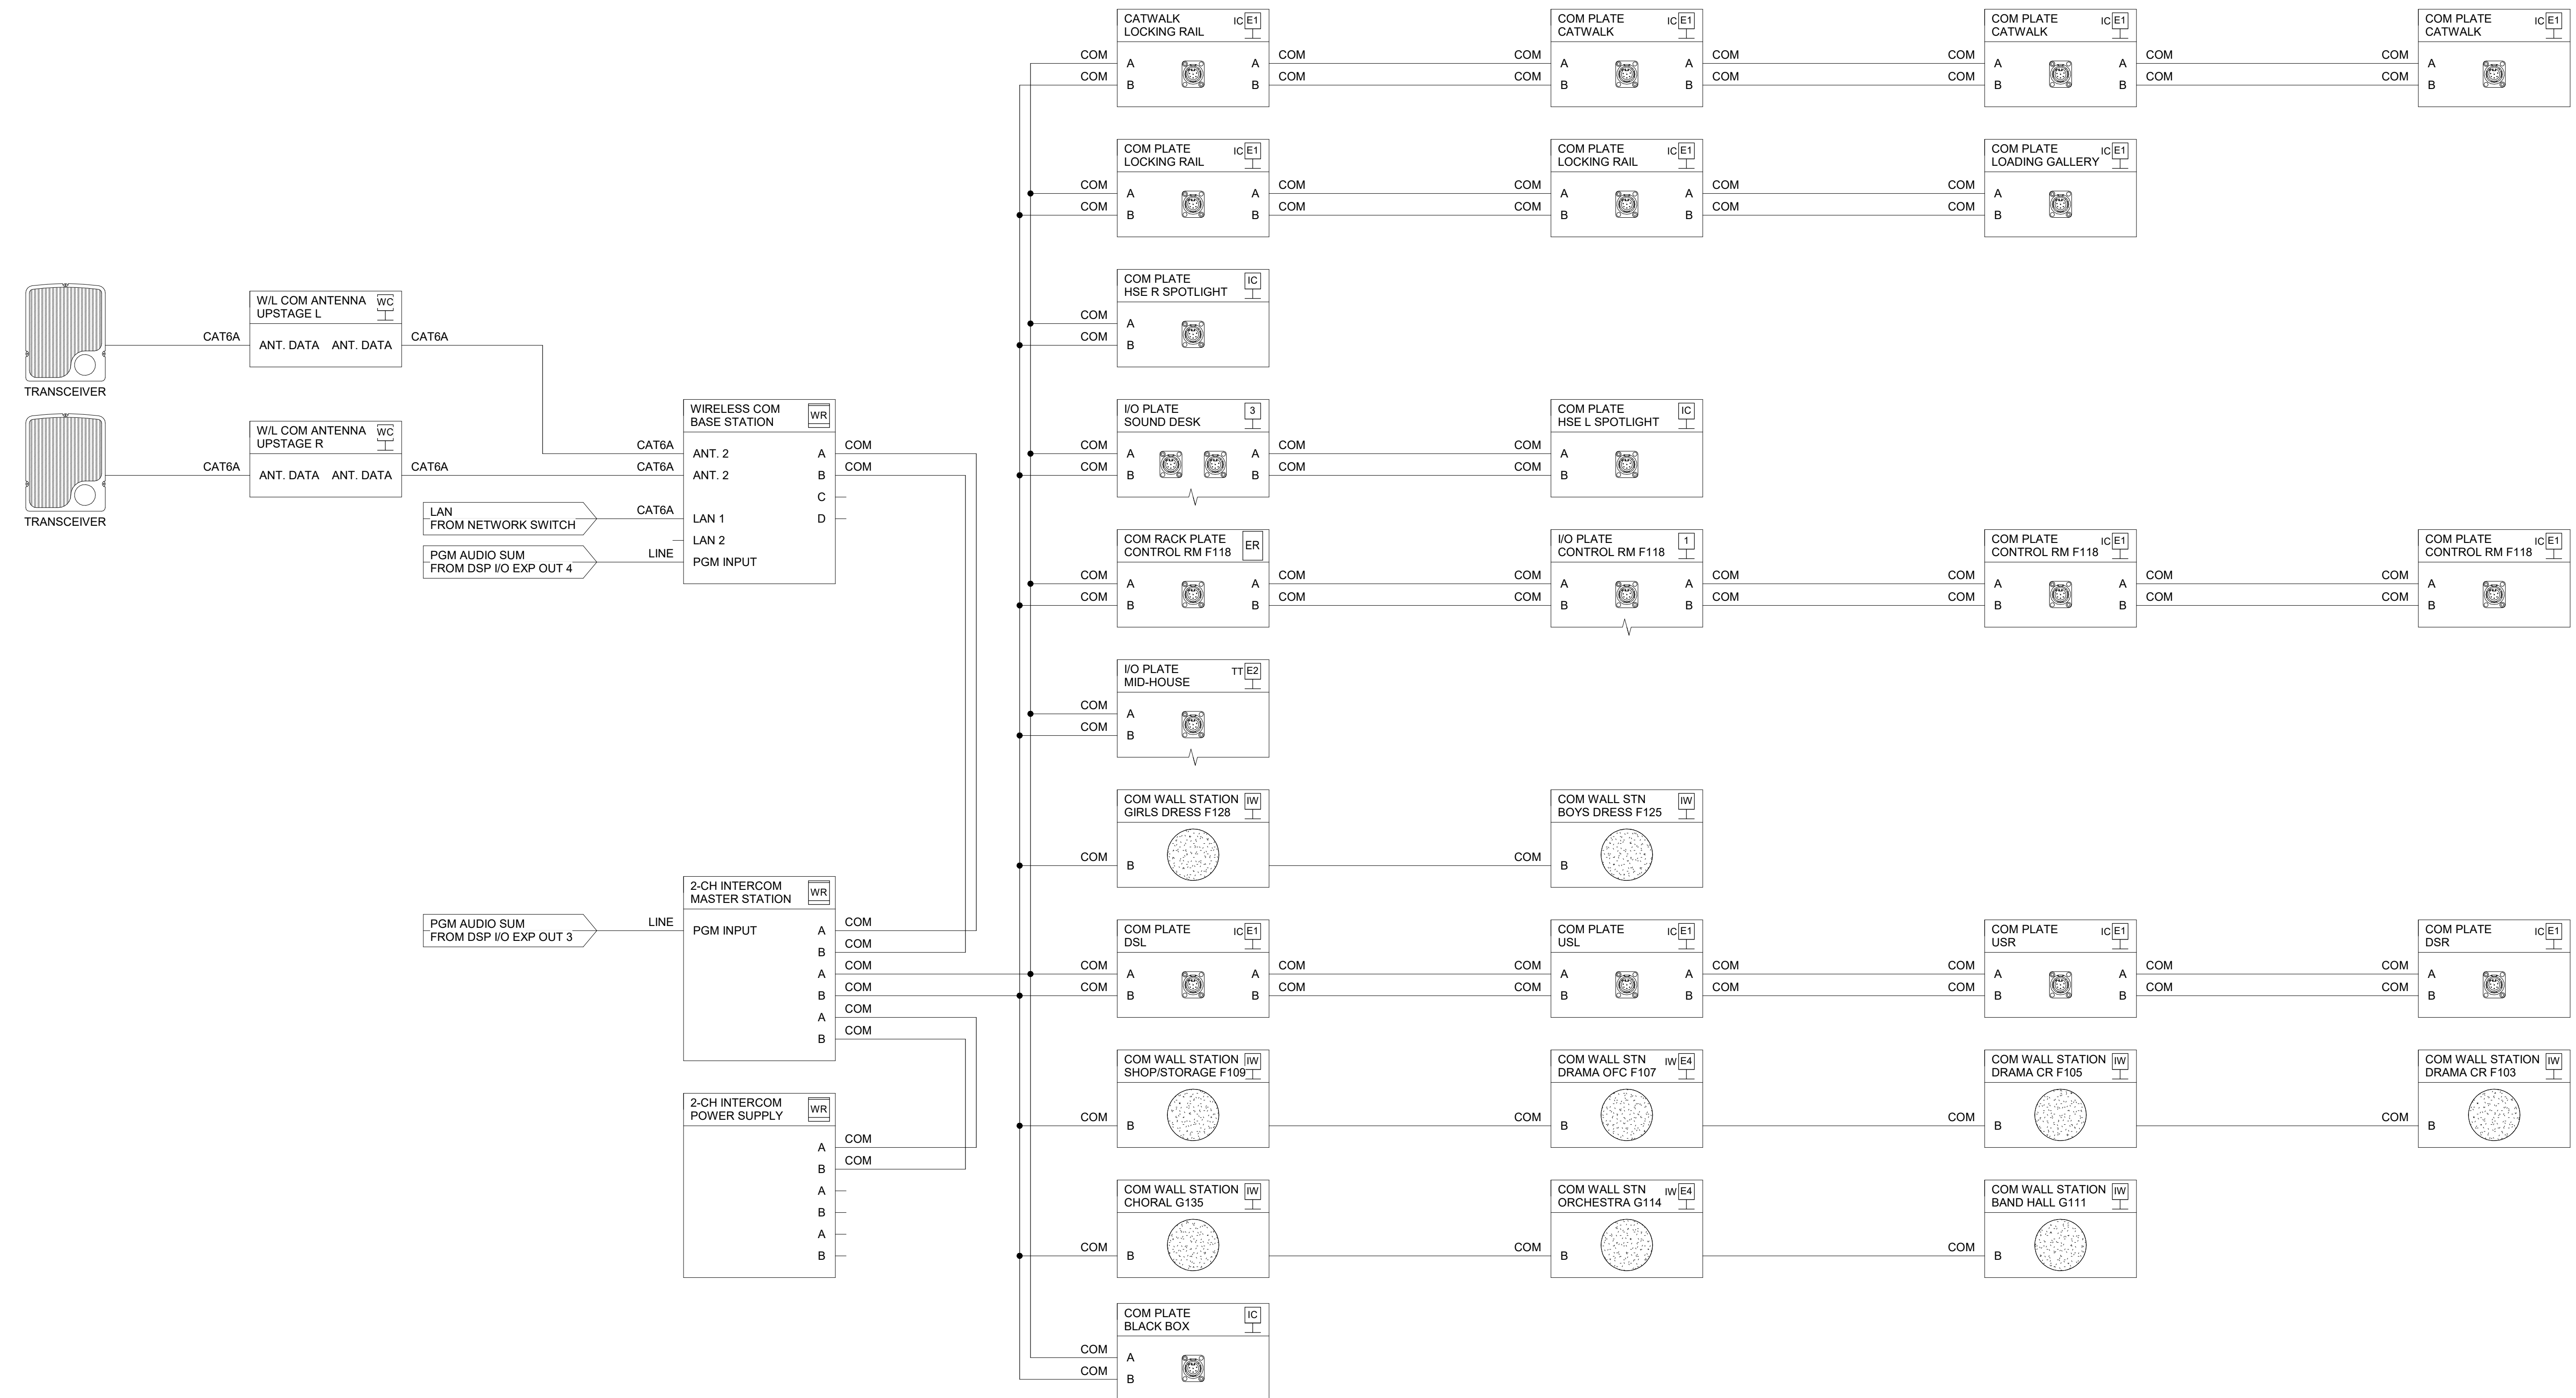 CATWALK
LOCKING RAIL
IC E1
COM A A COM
COM B B COM
COM PLATE
CATWALK
IC E1
COM A A COM
COM B B COM
COM PLATE
CATWALK
IC E1
COM A A COM
COM B B COM
COM PLATE
CATWALK
IC E1
COM A
COM B
COM PLATE
LOCKING RAIL
IC E1
COM A A COM
COM B B COM
COM PLATE
LOCKING RAIL
IC E1
COM A A COM
COM B B COM
COM PLATE
LOADING GALLERY
IC E1
COM A
COM B
COM PLATE
HSE R SPOTLIGHT
IC
COM A
COM B
TRANSCEIVER
W/L COM ANTENNA
UPSTAGE L
WC
CAT6A ANT. DATA ANT. DATA CAT6A
TRANSCEIVER
W/L COM ANTENNA
UPSTAGE R
WC
CAT6A ANT. DATA ANT. DATA CAT6A
WIRELESS COM
BASE STATION
WR
CAT6A ANT. 2 A COM
CAT6A ANT. 2 B COM
C
LAN
FROM NETWORK SWITCH
CAT6A LAN 1 D
LAN 2
PGM AUDIO SUM
FROM DSP I/O EXP OUT 4
LINE PGM INPUT
I/O PLATE
SOUND DESK
3
COM A A COM
COM B B COM
COM PLATE
HSE L SPOTLIGHT
IC
COM A
COM B
COM RACK PLATE
CONTROL RM F118
ER
COM A A COM
COM B B COM
I/O PLATE
CONTROL RM F118
1
COM A A COM
COM B B COM
COM PLATE
CONTROL RM F118
IC E1
COM A A COM
COM B B COM
COM PLATE
CONTROL RM F118
IC E1
COM A
COM B
I/O PLATE
MID-HOUSE
TT E2
COM A
COM B
COM WALL STATION
GIRLS DRESS F128
IW
COM B
COM WALL STN
BOYS DRESS F125
IW
COM B
PGM AUDIO SUM
FROM DSP I/O EXP OUT 3
2-CH INTERCOM
MASTER STATION
WR
LINE PGM INPUT A COM
B COM
A COM
B COM
A COM
B COM
COM PLATE
DSL
IC E1
COM A A COM
COM B B COM
COM PLATE
USL
IC E1
COM A A COM
COM B B COM
COM PLATE
USR
IC E1
COM A A COM
COM B B COM
COM PLATE
DSR
IC E1
COM A
COM B
2-CH INTERCOM
POWER SUPPLY
WR
A COM
B COM
A
B
A
B
COM WALL STATION
SHOP/STORAGE F109
IW
COM B
COM WALL STN
DRAMA OFC F107
IW E4
COM B
COM WALL STATION
DRAMA CR F105
IW
COM B
COM WALL STATION
DRAMA CR F103
IW
COM B
COM WALL STATION
CHORAL G135
IW
COM B
COM WALL STN
ORCHESTRA G114
IW E4
COM B
COM WALL STATION
BAND HALL G111
IW
COM B
COM PLATE
BLACK BOX
IC
COM A
COM B